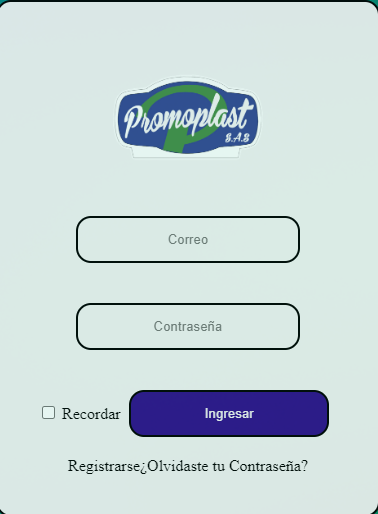 Promoplast
S.A.S
Correo
Contraseña
Recordar Ingresar
Registrarse¿Olvidaste tu Contraseña?